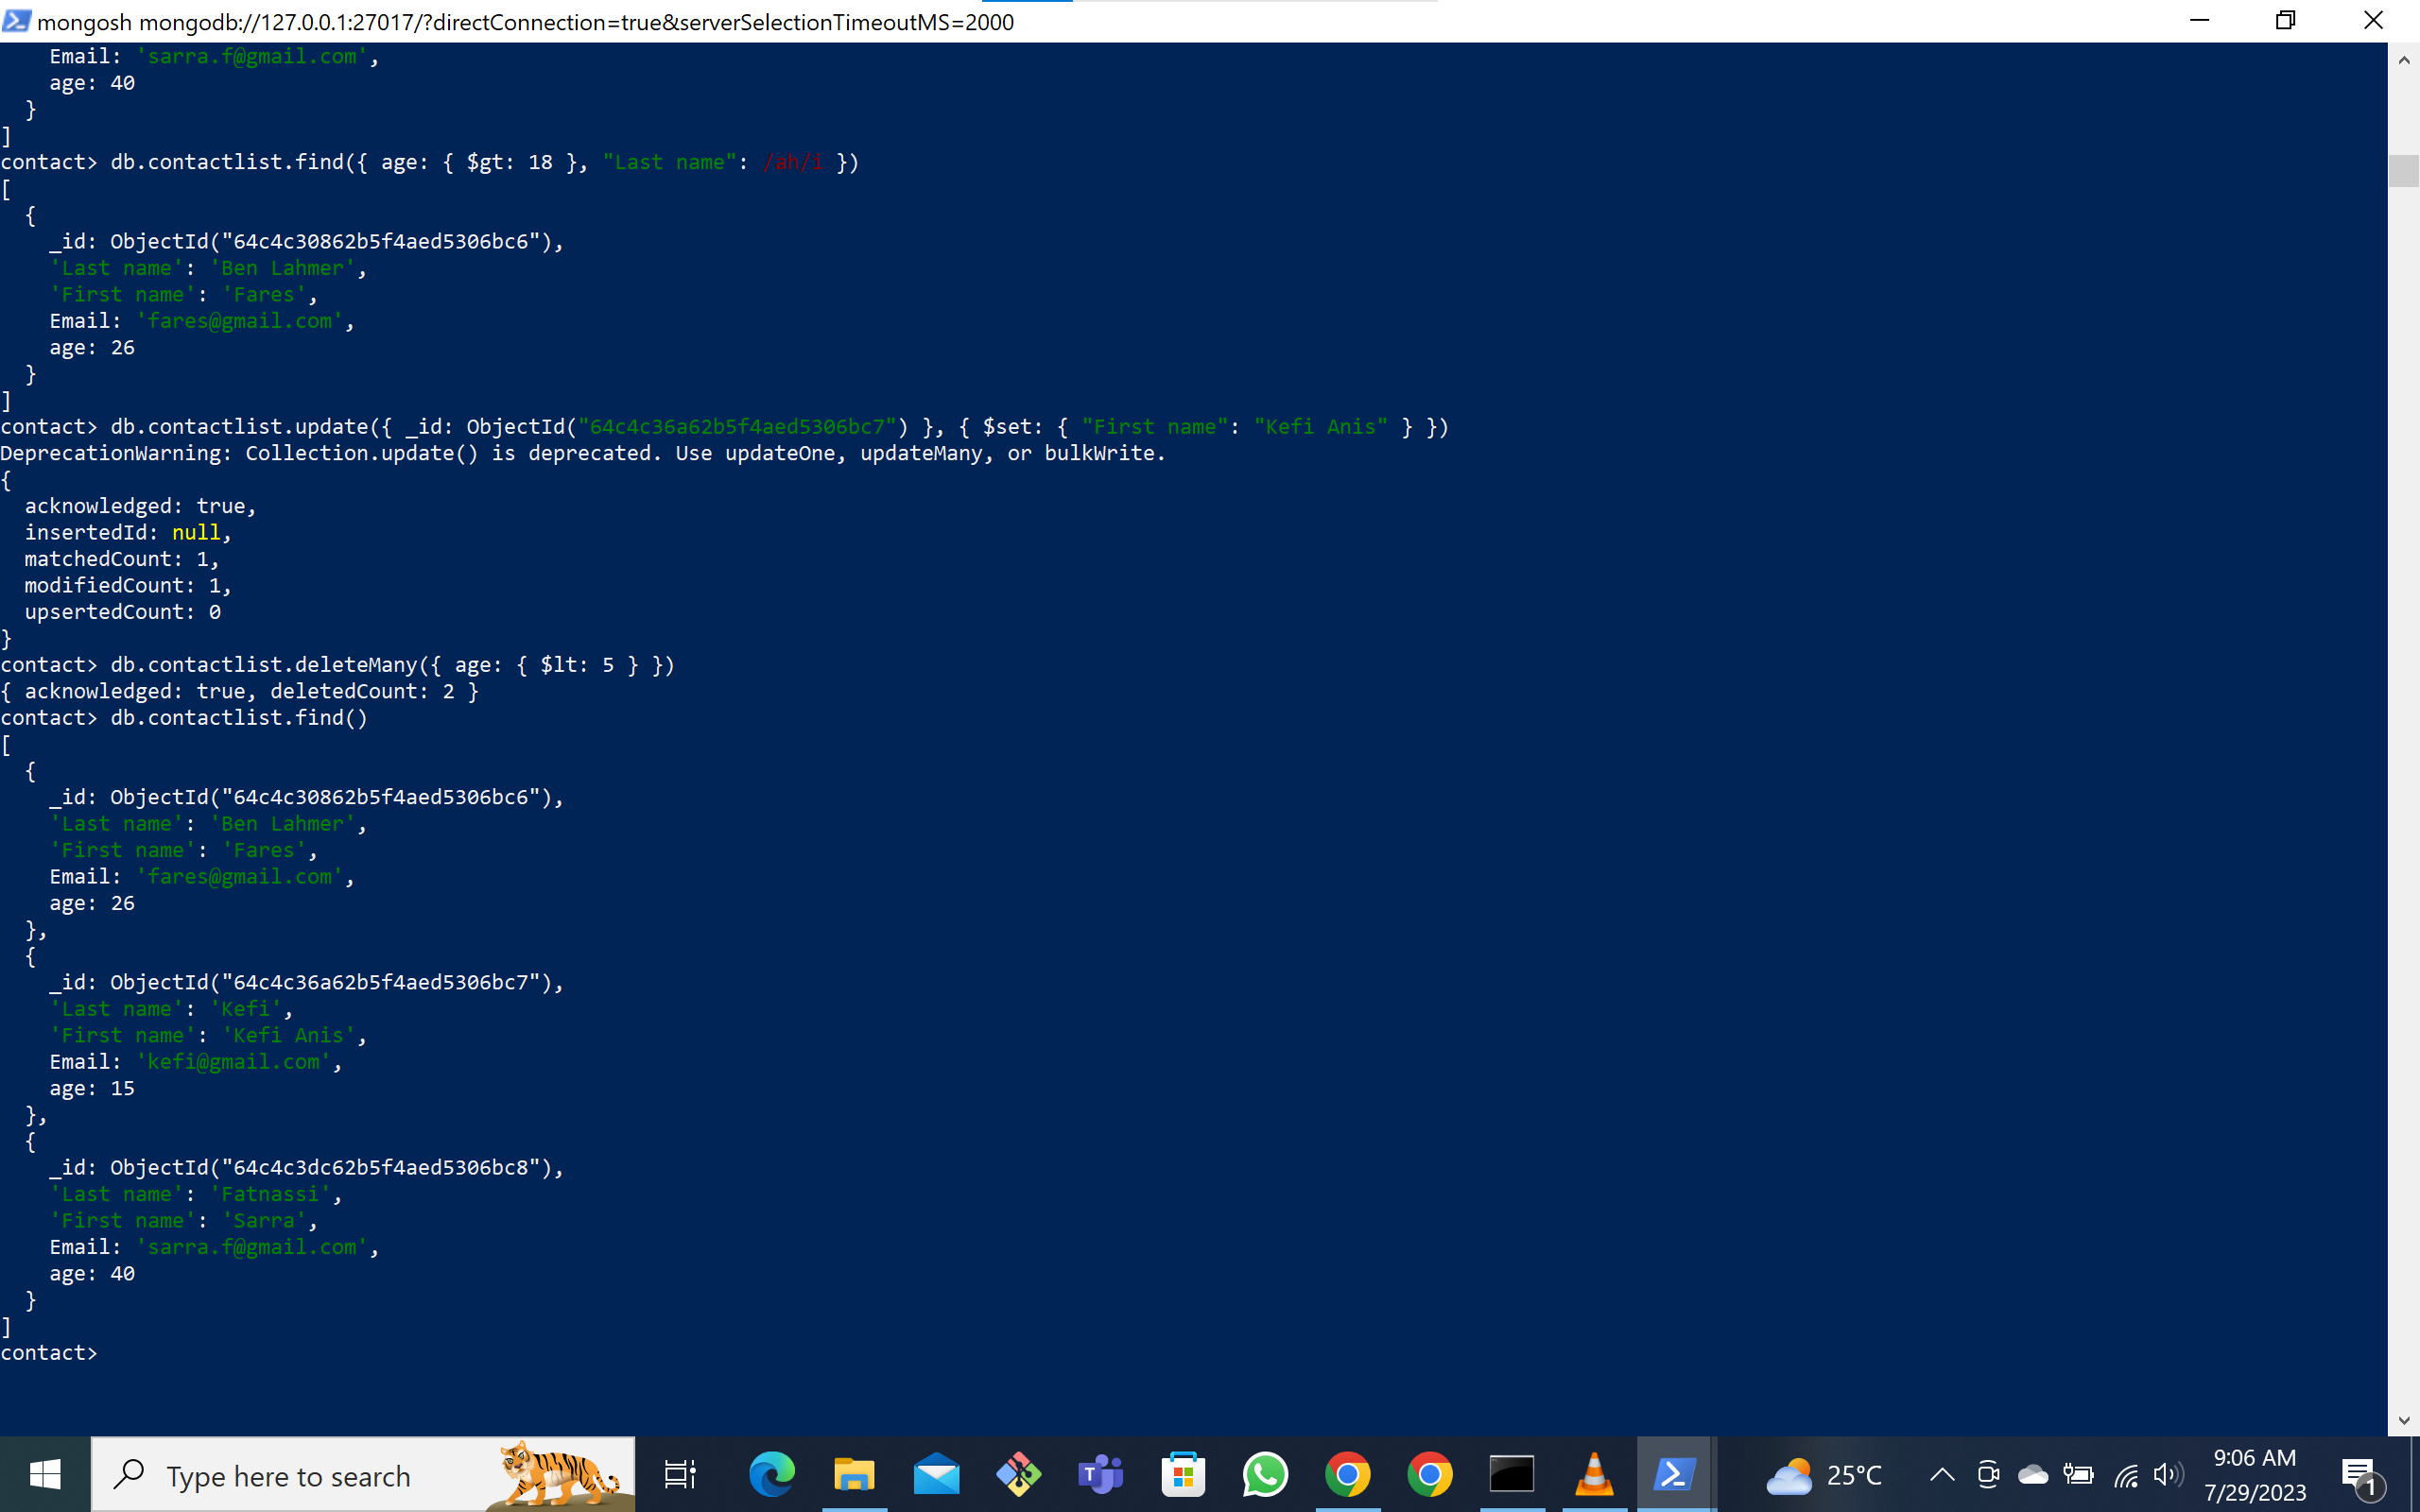 mongosh mongodb://127.0.0.1:27017/?directConnection=true&serverSelectionTimeoutMS=2000
    Email: 'sarra.f@gmail.com',
    age: 40
  }
]
contact> db.contactlist.find({ age: { $gt: 18 }, "Last name": /ah/i })
[
  {
    _id: ObjectId("64c4c30862b5f4aed5306bc6"),
    'Last name': 'Ben Lahmer',
    'First name': 'Fares',
    Email: 'fares@gmail.com',
    age: 26
  }
]
contact> db.contactlist.update({ _id: ObjectId("64c4c36a62b5f4aed5306bc7") }, { $set: { "First name": "Kefi Anis" } })
DeprecationWarning: Collection.update() is deprecated. Use updateOne, updateMany, or bulkWrite.
{
  acknowledged: true,
  insertedId: null,
  matchedCount: 1,
  modifiedCount: 1,
  upsertedCount: 0
}
contact> db.contactlist.deleteMany({ age: { $lt: 5 } })
{ acknowledged: true, deletedCount: 2 }
contact> db.contactlist.find()
[
  {
    _id: ObjectId("64c4c30862b5f4aed5306bc6"),
    'Last name': 'Ben Lahmer',
    'First name': 'Fares',
    Email: 'fares@gmail.com',
    age: 26
  },
  {
    _id: ObjectId("64c4c36a62b5f4aed5306bc7"),
    'Last name': 'Kefi',
    'First name': 'Kefi Anis',
    Email: 'kefi@gmail.com',
    age: 15
  },
  {
    _id: ObjectId("64c4c3dc62b5f4aed5306bc8"),
    'Last name': 'Fatnassi',
    'First name': 'Sarra',
    Email: 'sarra.f@gmail.com',
    age: 40
  }
]
contact>
Type here to search
25°C
9:06 AM
7/29/2023
1